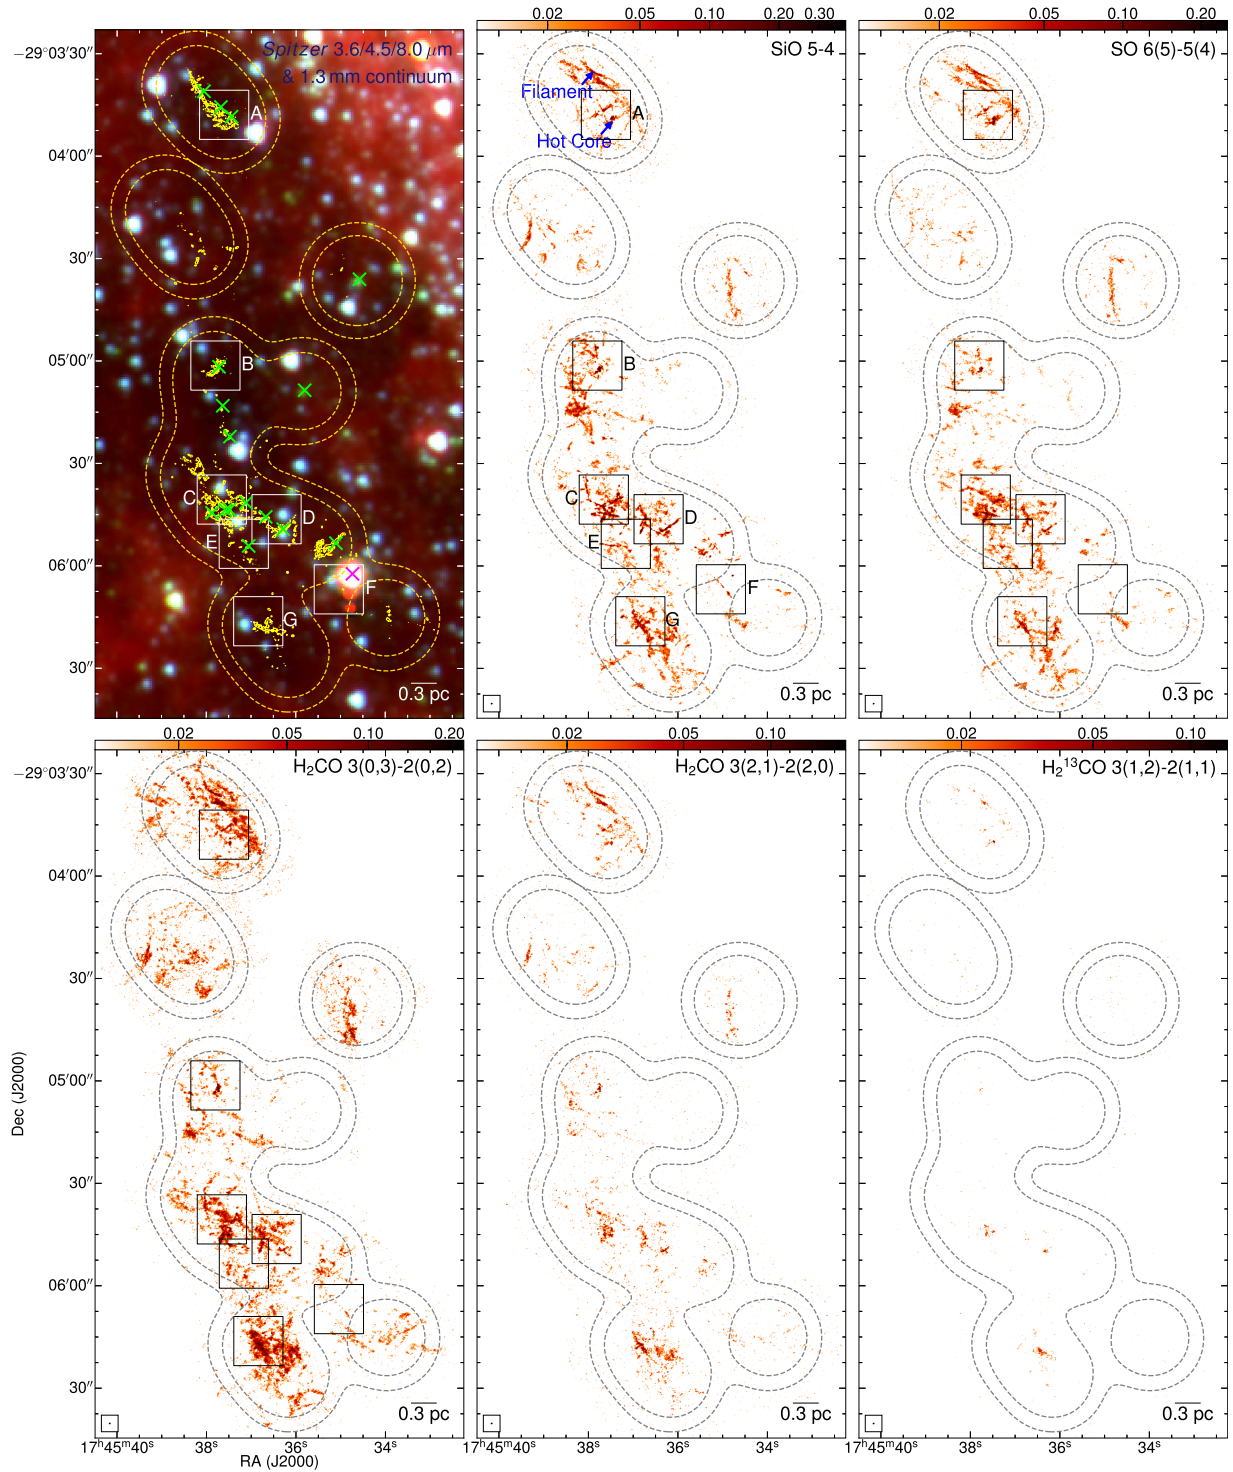 0.02 0.05 0.10 0.20 0.30
0.02 0.05 0.10 0.20
Spitzer 3.6/4.5/8.0 μm
& 1.3 mm continuum
−29°03′30″
04′00″
30″
05′00″
30″
06′00″
30″
A
B
C
D
E
F
G
0.3 pc
SiO 5-4
Filament
Hot Core
A
B
C
D
E
F
G
0.3 pc
SO 6(5)-5(4)
0.3 pc
0.02 0.05 0.10 0.20
0.02 0.05 0.10
0.02 0.05 0.10
H₂CO 3(0,3)-2(0,2)
−29°03′30″
04′00″
30″
05′00″
30″
06′00″
30″
Dec (J2000)
0.3 pc
17ʰ45ᵐ40ˢ 38ˢ 36ˢ 34ˢ
RA (J2000)
H₂CO 3(2,1)-2(2,0)
0.3 pc
17ʰ45ᵐ40ˢ 38ˢ 36ˢ 34ˢ
H₂¹³CO 3(1,2)-2(1,1)
0.3 pc
17ʰ45ᵐ40ˢ 38ˢ 36ˢ 34ˢ